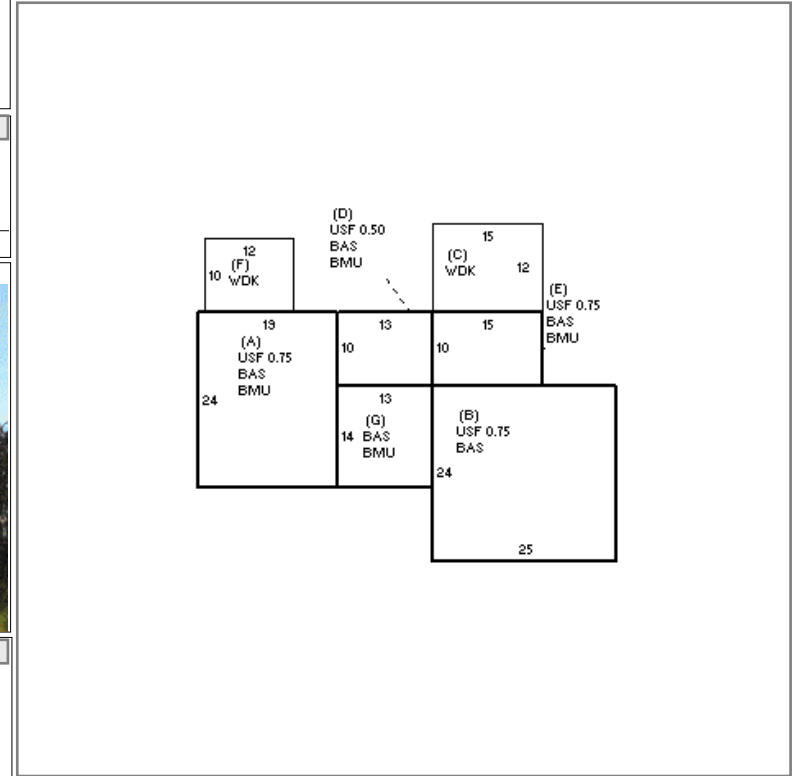 (D)
USF 0.50
BAS
BMU
12
(F)
10 WDK
15
(C)
WDK
12
(E)
USF 0.75
BAS
BMU
19
(A)
USF 0.75
BAS
BMU
24
13
10
15
10
13
(G)
14 BAS
BMU
(B)
USF 0.75
BAS
24
25